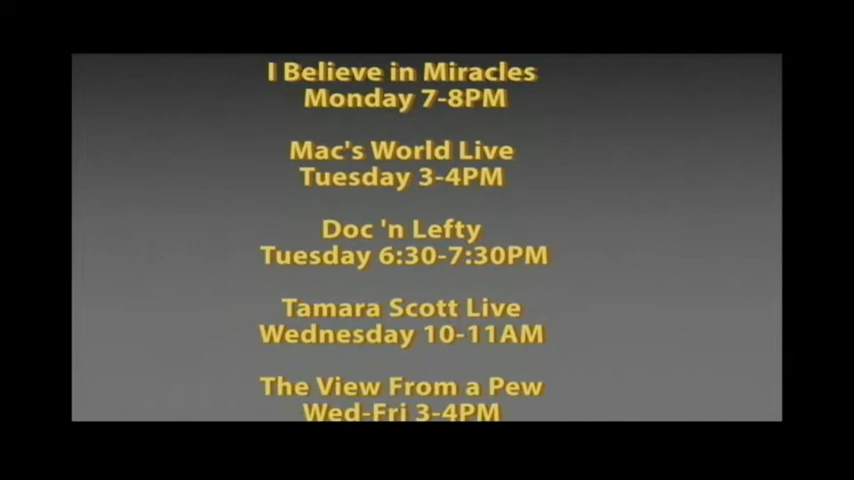 I Believe in Miracles
Monday 7-8PM
Mac's World Live
Tuesday 3-4PM
Doc 'n Lefty
Tuesday 6:30-7:30PM
Tamara Scott Live
Wednesday 10-11AM
The View From a Pew
Wed-Fri 3-4PM